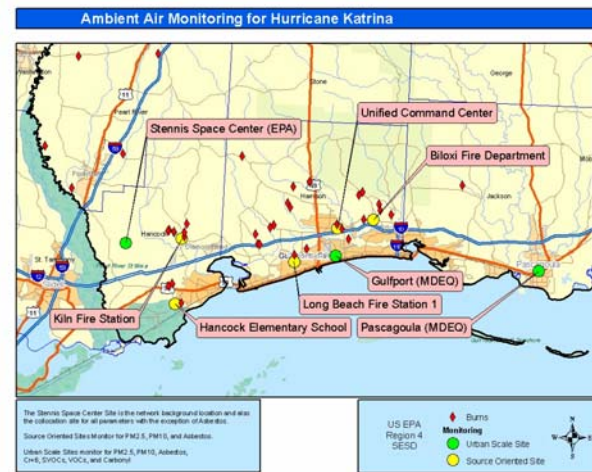 Ambient Air Monitoring for Hurricane Katrina
Washington
Stone
George
Pearl River
Unified Command Center
Stennis Space Center (EPA)
Biloxi Fire Department
Harrison
Jackson
Hancock
St. Tammany
Gulfport (MDEQ)
Long Beach Fire Station 1
Kiln Fire Station
Hancock Elementary School
Pascagoula (MDEQ)
The Stennis Space Center Site is the network background location and also
the collocation site for all parameters with the exception of Asbestos.
Source Oriented Sites Monitor for PM2.5, PM10, and Asbestos.
Urban Scale Sites monitor for PM2.5, PM10, Asbestos,
Cr+6, SVOCs, VOCs, and Carbonyl
US EPA
Region 4
SESD
Burns
Monitoring
Urban Scale Site
Source Oriented Site
N
W
E
S